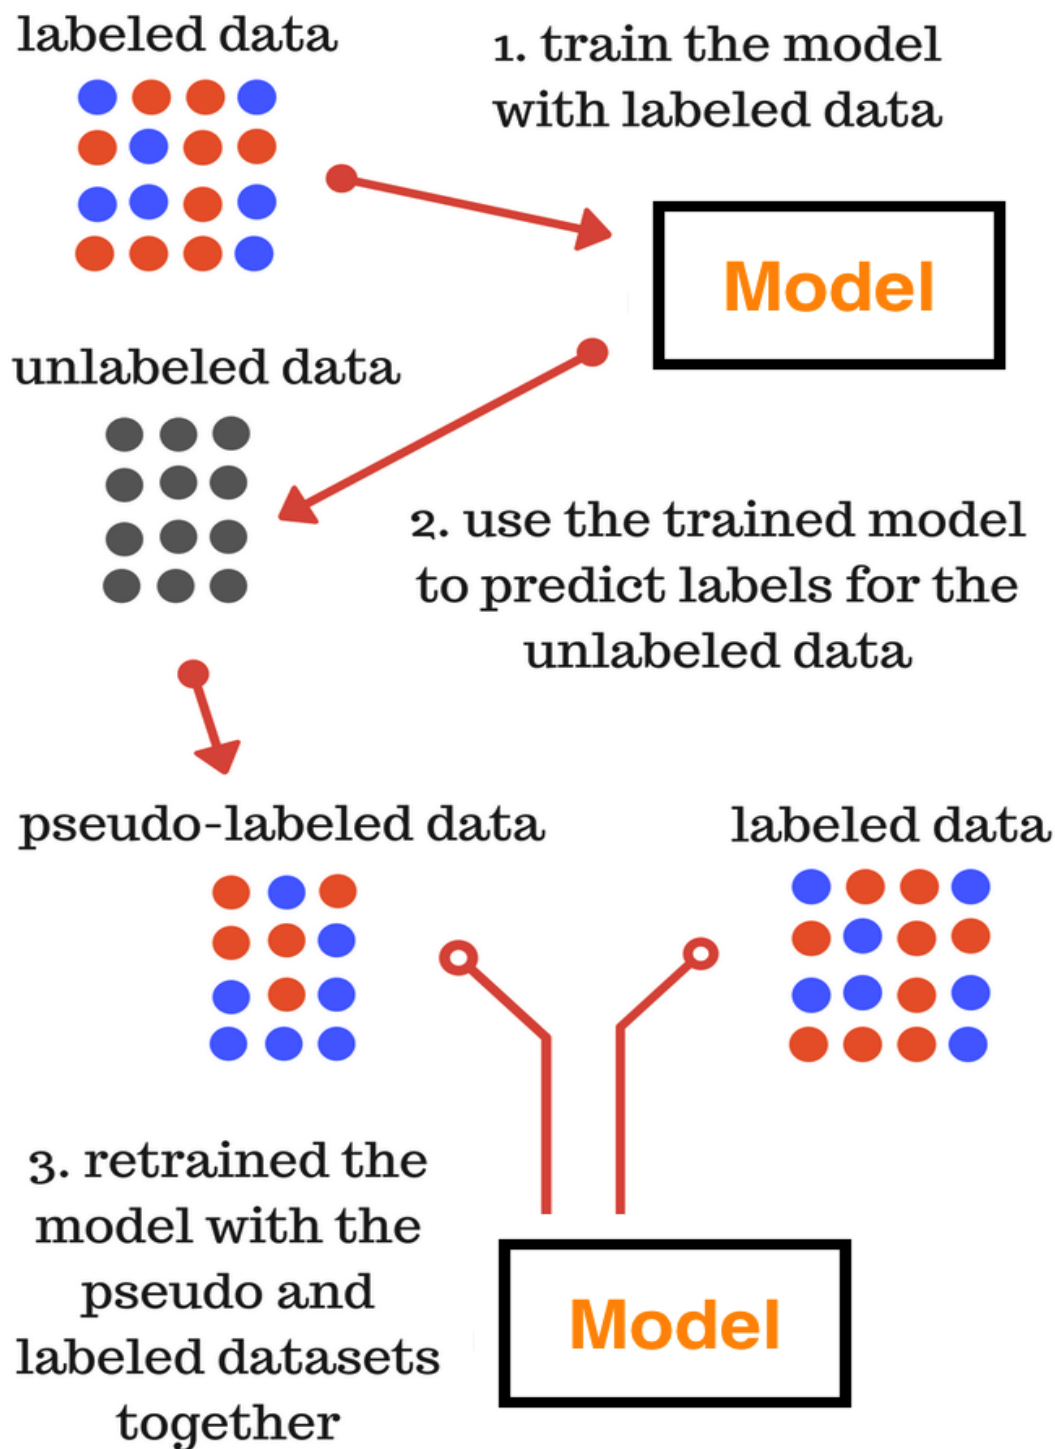 labeled data
1. train the model
with labeled data
Model
unlabeled data
2. use the trained model
to predict labels for the
unlabeled data
pseudo-labeled data
labeled data
3. retrained the
model with the
pseudo and
labeled datasets
together
Model